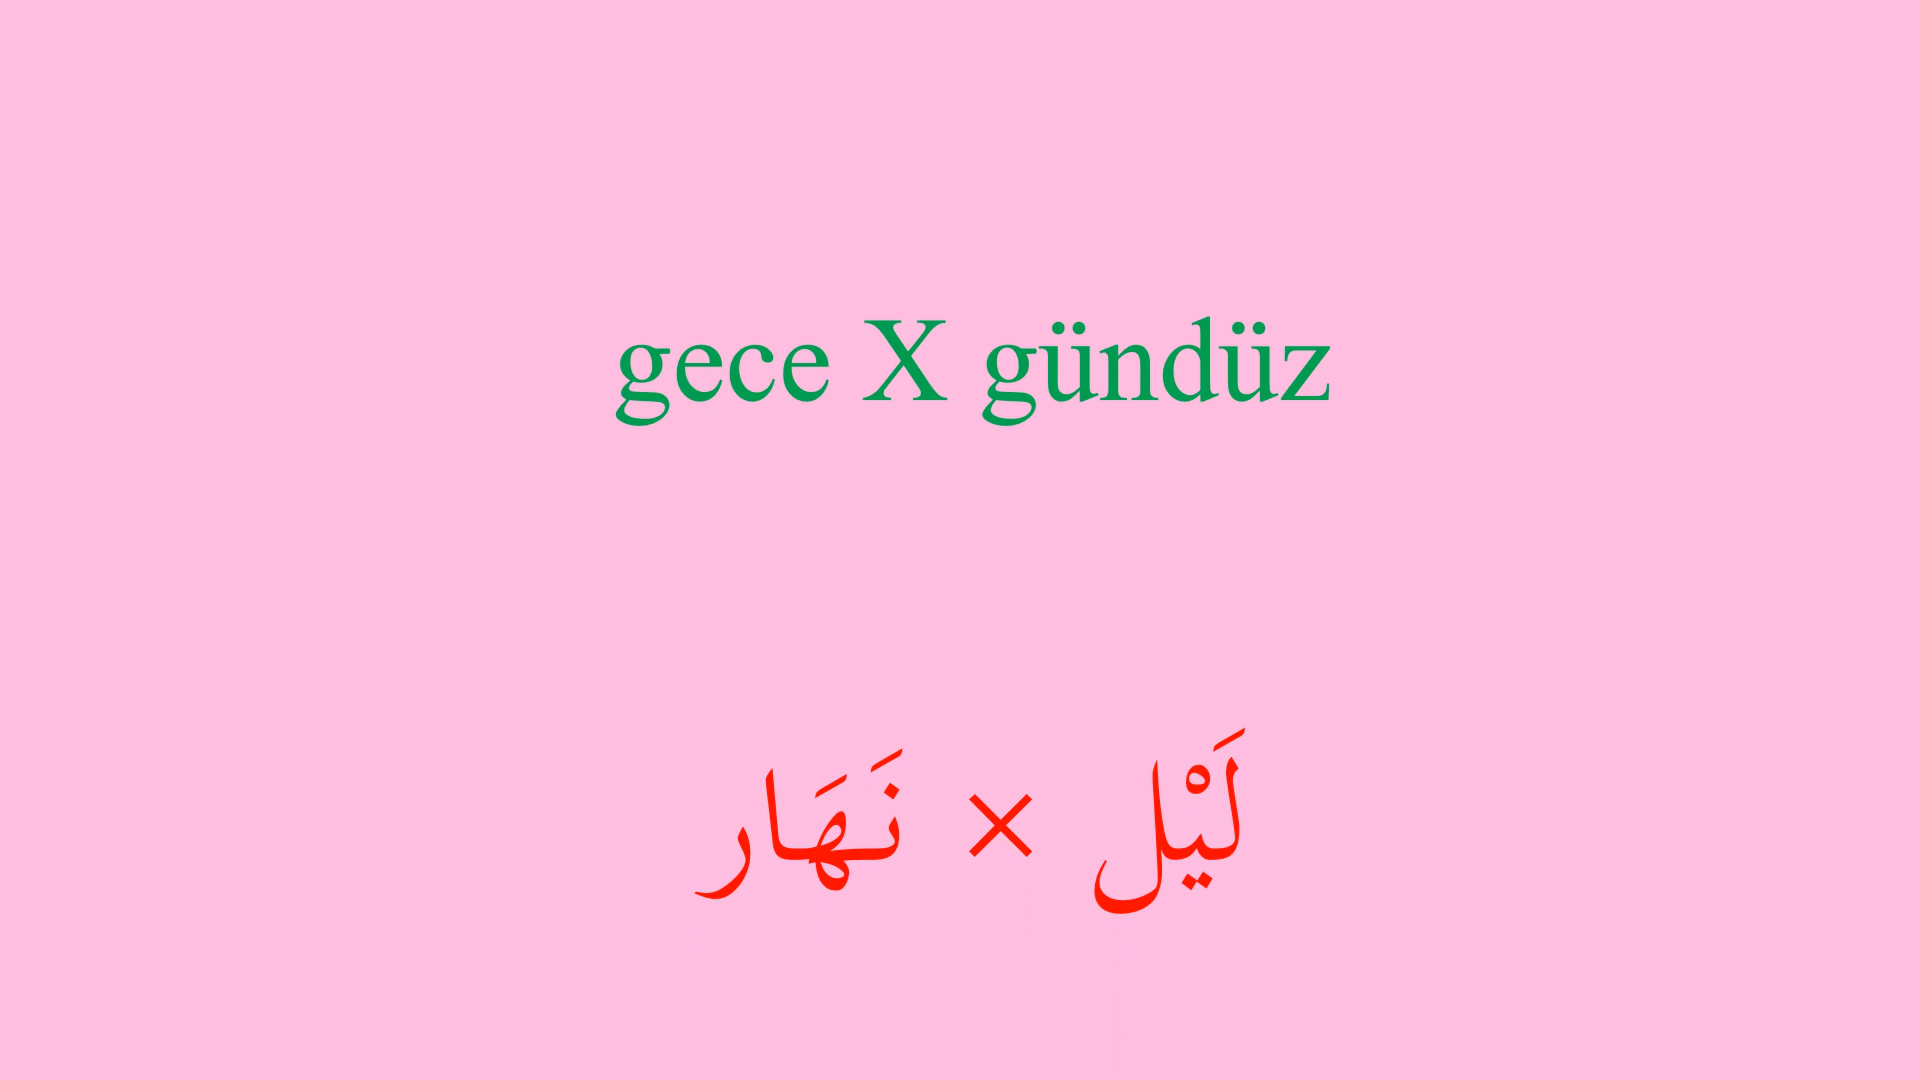 gece X gündüz
لَيْل × نَهَار